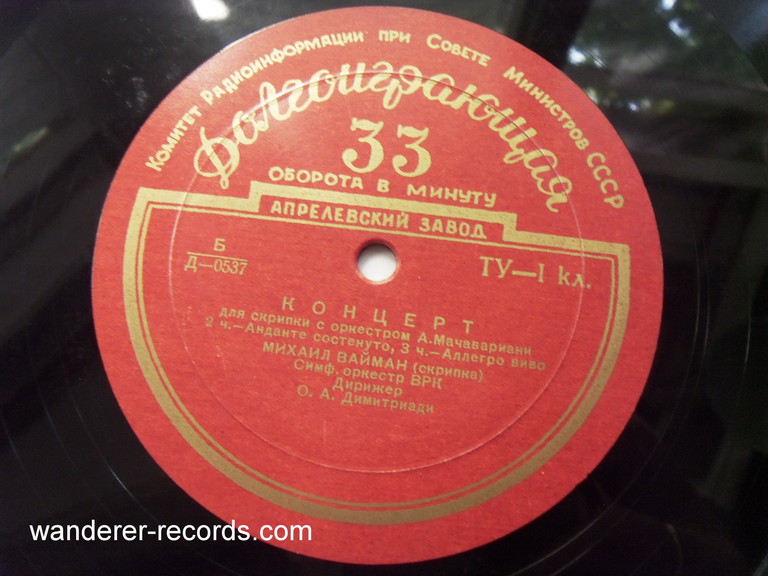 Комитет Радиоинформации при Совете Министров СССР
Долгоиграющая
33
ОБОРОТА В МИНУТУ
АПРЕЛЕВСКИЙ ЗАВОД
Б
Д—0537
ТУ—I кл.
КОНЦЕРТ
для скрипки с оркестром А.Мачавариани
2 ч.—Анданте состенуто, 3 ч.—Аллегро виво
МИХАИЛ ВАЙМАН (скрипка)
Симф. оркестр ВРК
Дирижер
О. А. Димитриади
wanderer-records.com